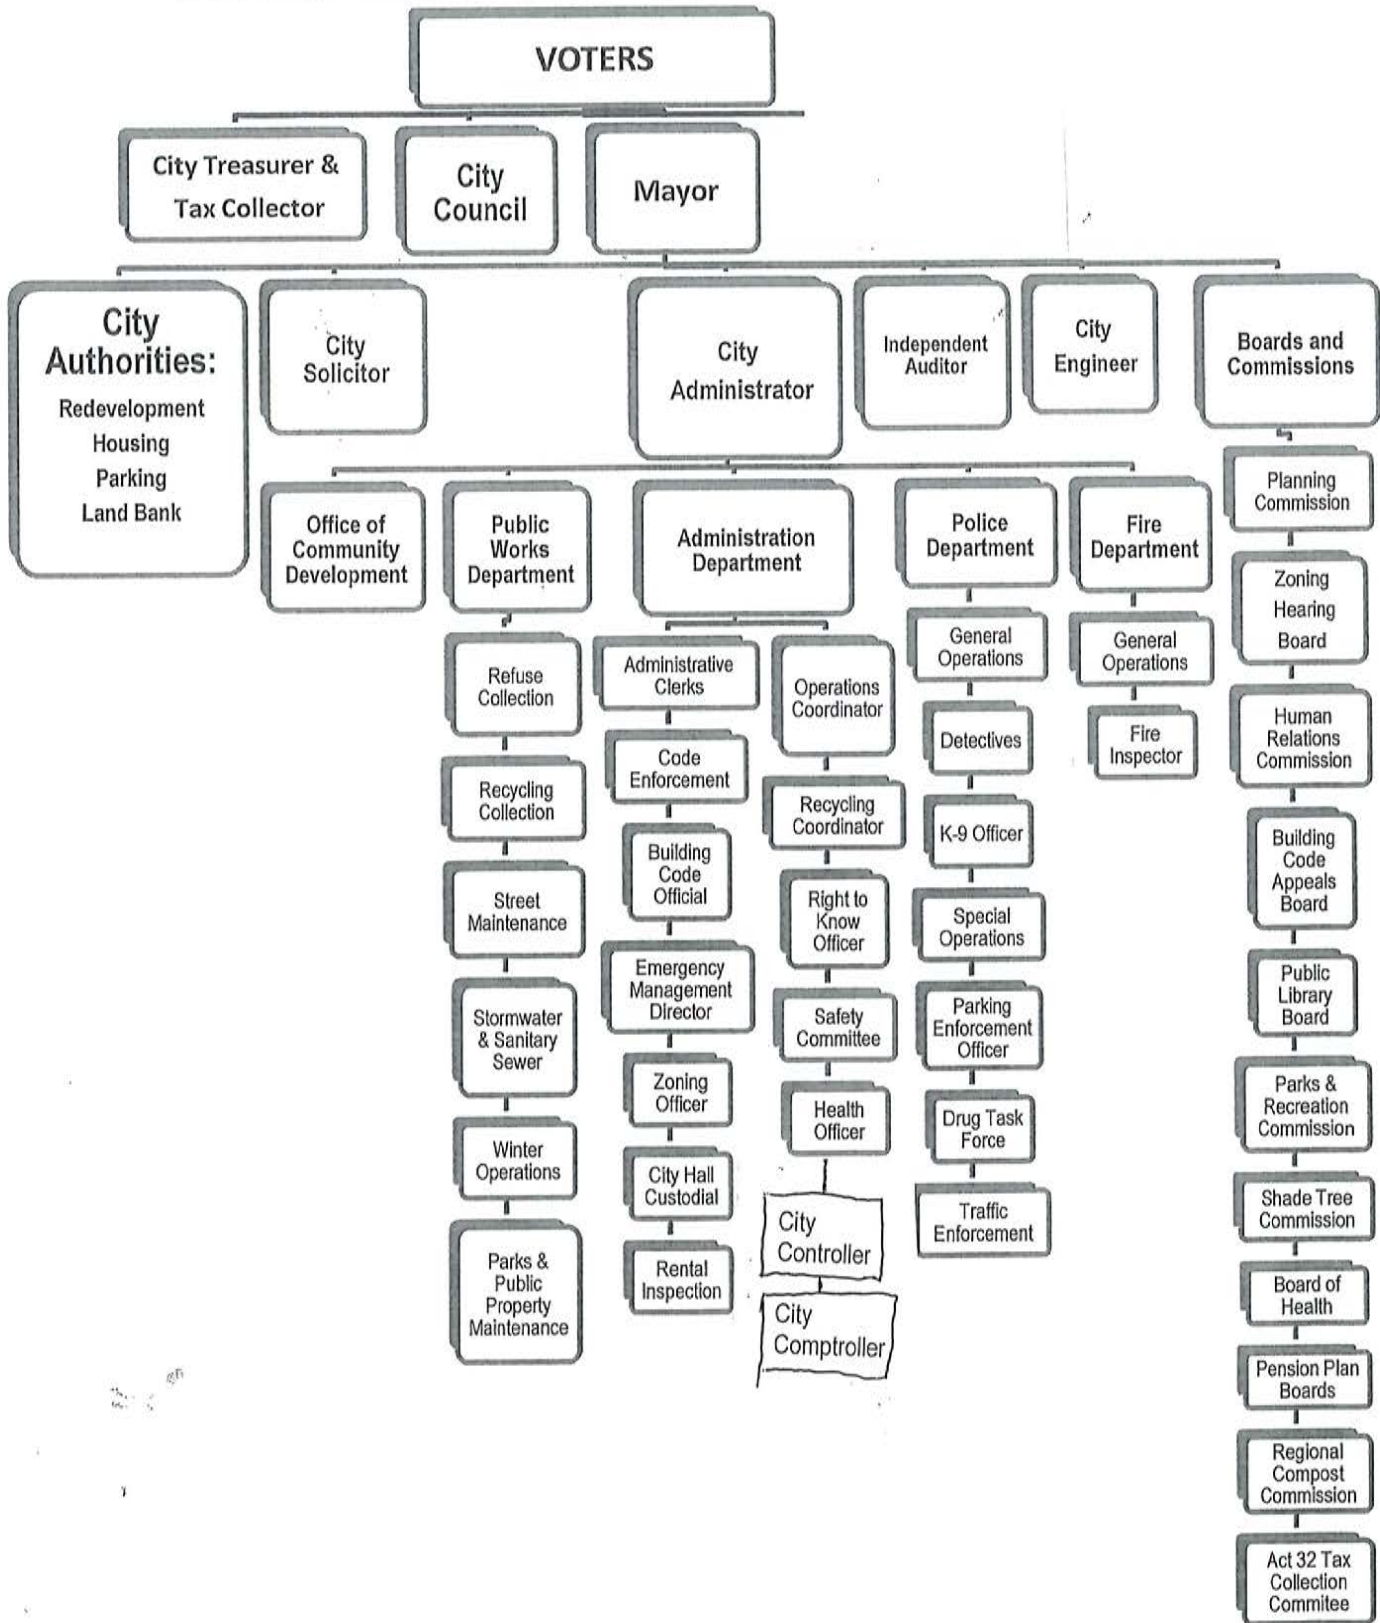 VOTERS
City Treasurer &
Tax Collector
City
Council
Mayor
City
Authorities:
Redevelopment
Housing
Parking
Land Bank
City
Solicitor
City
Administrator
Independent
Auditor
City
Engineer
Boards and
Commissions
Office of
Community
Development
Public
Works
Department
Administration
Department
Police
Department
Fire
Department
Refuse
Collection
Recycling
Collection
Street
Maintenance
Stormwater
& Sanitary
Sewer
Winter
Operations
Parks &
Public
Property
Maintenance
Administrative
Clerks
Code
Enforcement
Building
Code
Official
Emergency
Management
Director
Zoning
Officer
City Hall
Custodial
Rental
Inspection
Operations
Coordinator
Recycling
Coordinator
Right to
Know
Officer
Safety
Committee
Health
Officer
City
Controller
City
Comptroller
General
Operations
Detectives
K-9 Officer
Special
Operations
Parking
Enforcement
Officer
Drug Task
Force
Traffic
Enforcement
General
Operations
Fire
Inspector
Planning
Commission
Zoning
Hearing
Board
Human
Relations
Commission
Building
Code
Appeals
Board
Public
Library
Board
Parks &
Recreation
Commission
Shade Tree
Commission
Board of
Health
Pension Plan
Boards
Regional
Compost
Commission
Act 32 Tax
Collection
Commitee